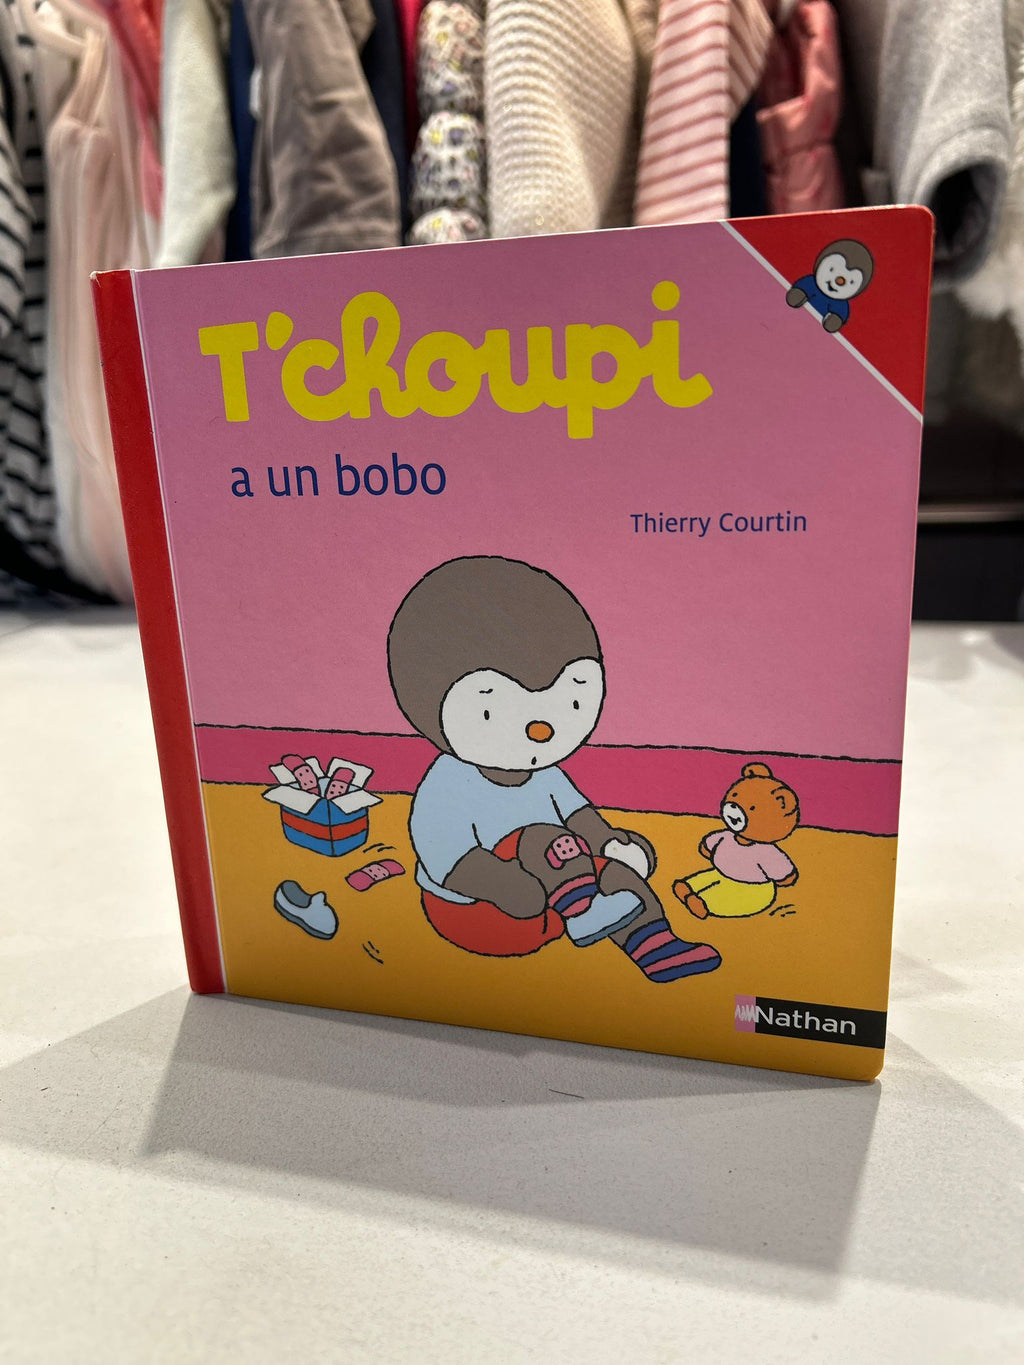 T'choupi
a un bobo
Thierry Courtin
Nathan